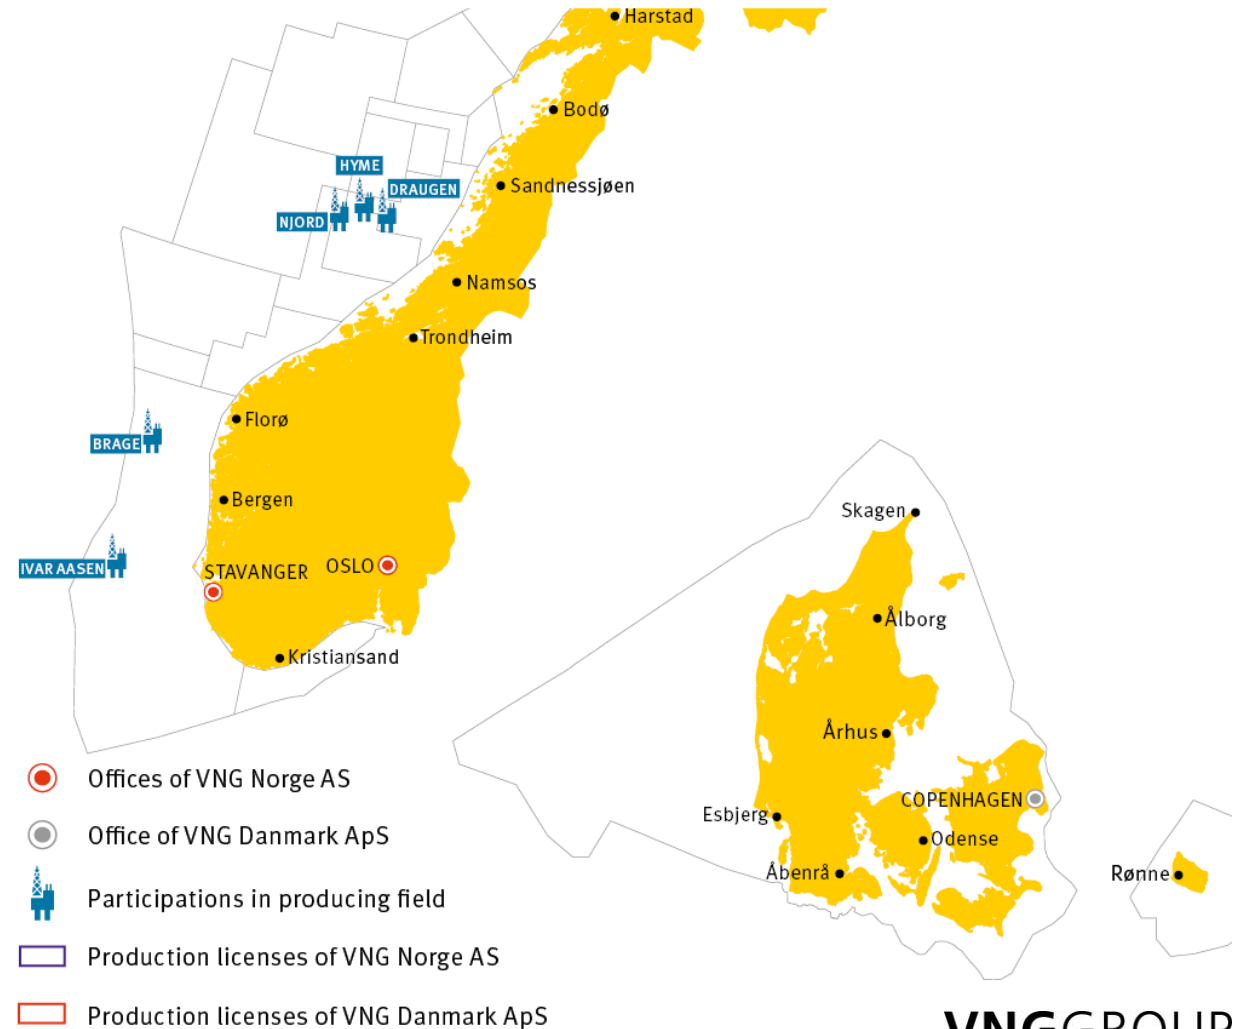 Harstad
Bodø
HYME
DRAUGEN
Sandnessjøen
NJORD
Namsos
Trondheim
Florø
BRAGE
Bergen
Skagen
OSLO
IVAR AASEN
STAVANGER
Ålborg
Kristiansand
Århus
Offices of VNG Norge AS
COPENHAGEN
Esbjerg
Office of VNG Danmark ApS
Odense
Åbenrå
Rønne
Participations in producing field
Production licenses of VNG Norge AS
Production licenses of VNG Danmark ApS
VNGGROUP